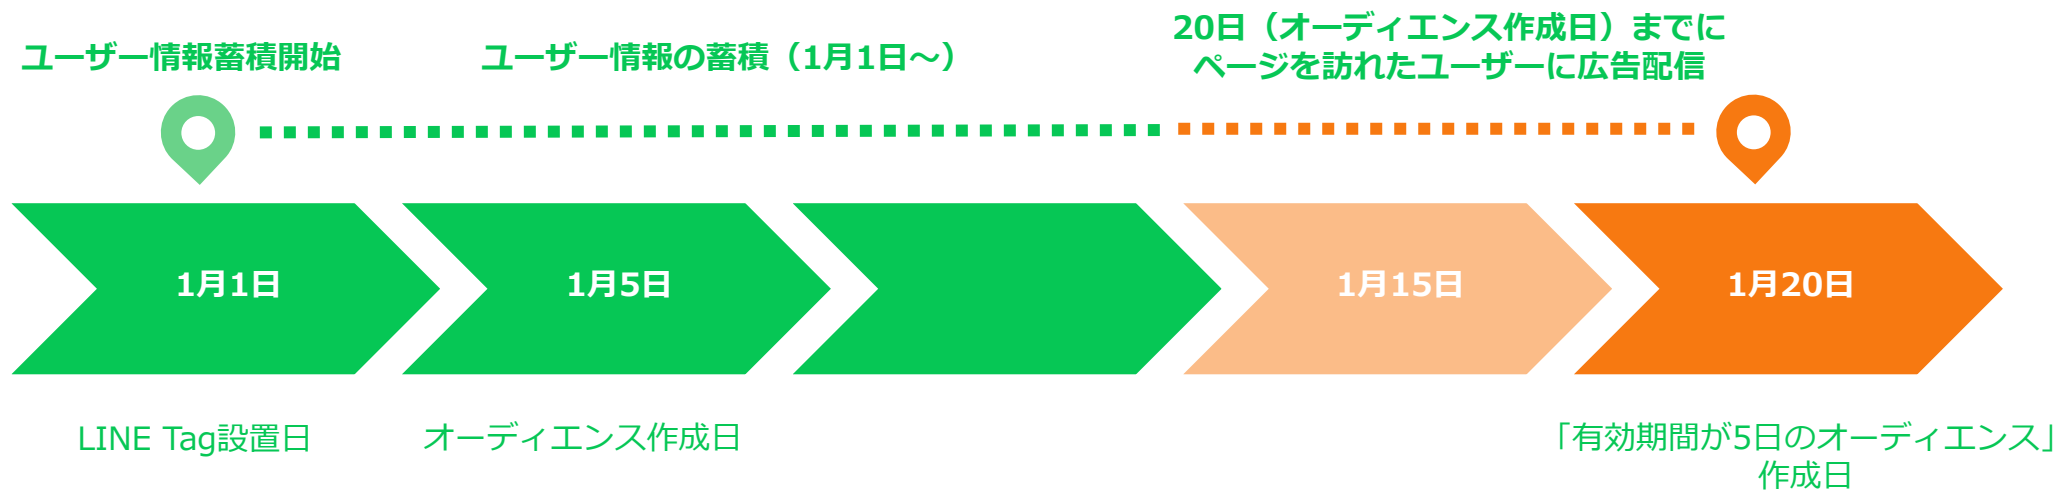 ユーザー情報蓄積開始
ユーザー情報の蓄積（1月1日～）
20日（オーディエンス作成日）までに
ページを訪れたユーザーに広告配信
1月1日
1月5日
1月15日
1月20日
LINE Tag設置日
オーディエンス作成日
「有効期間が5日のオーディエンス」
作成日